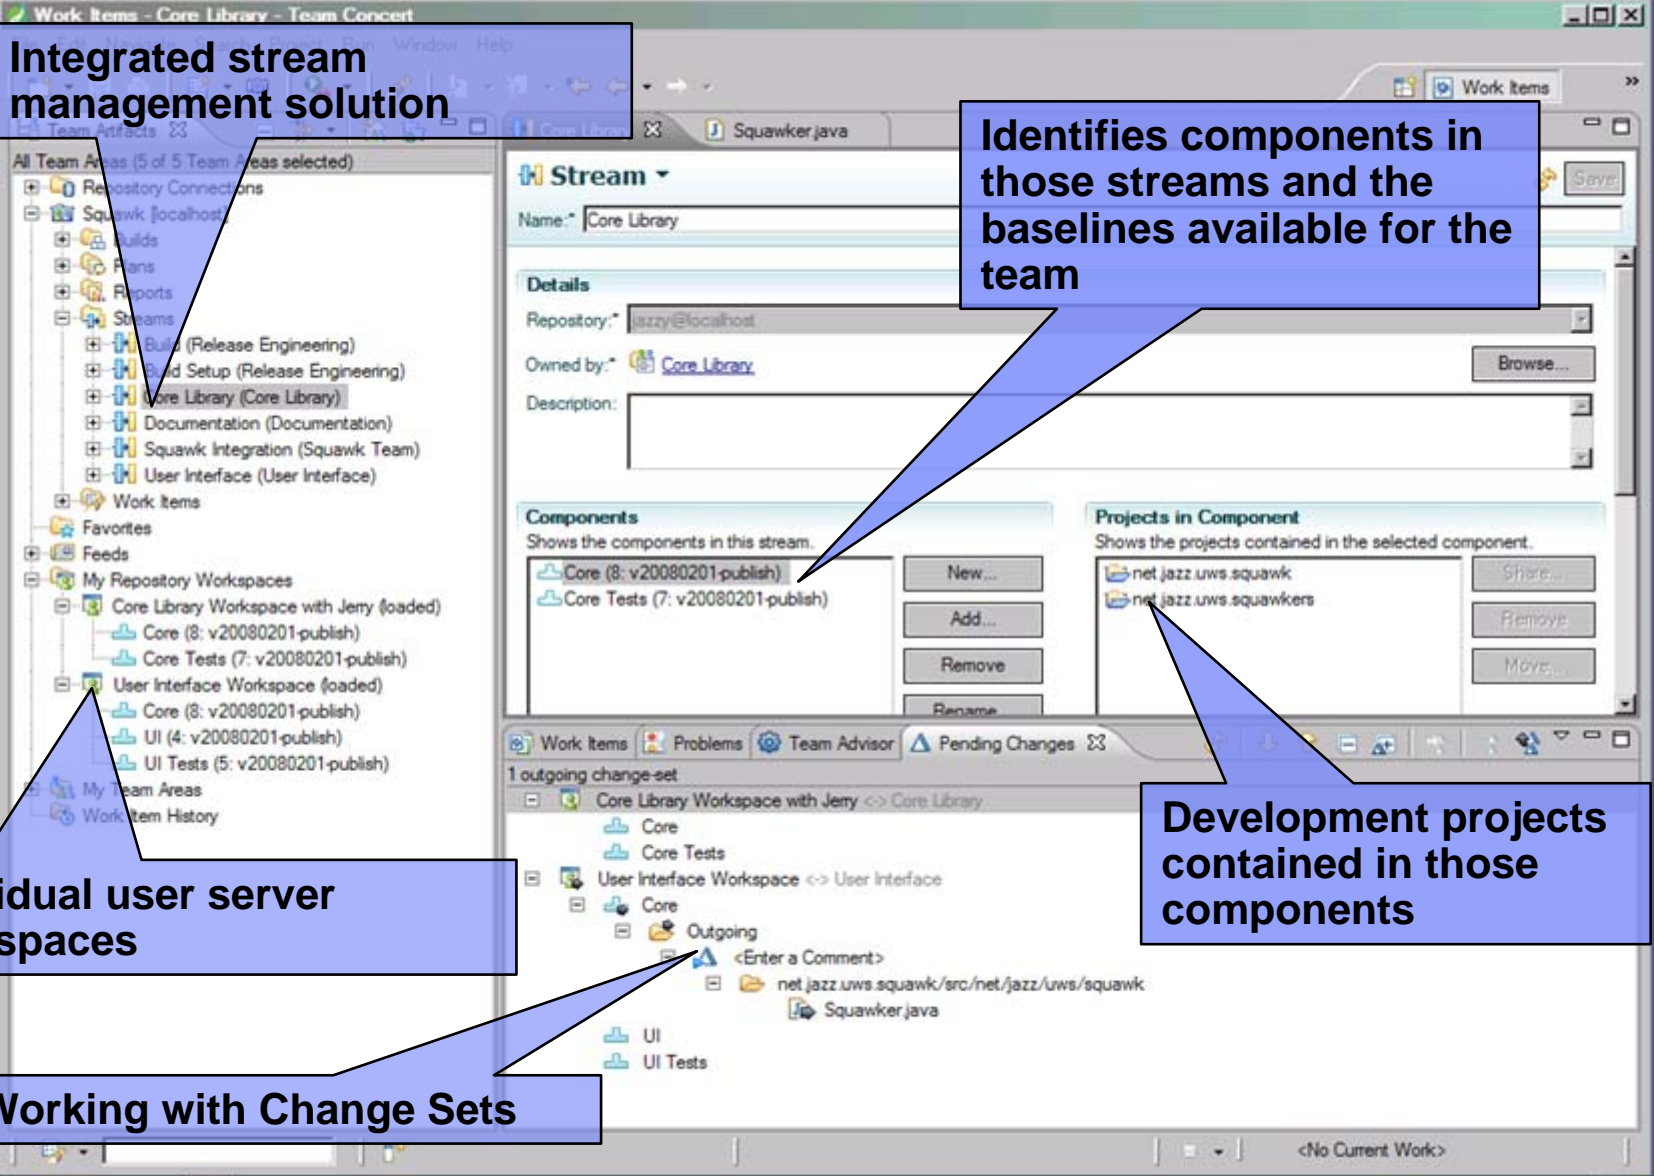 Work Items - Core Library - Team Concert
Window Help
Integrated stream
management solution
Work Items
»
Team Artifacts
Core Library
Squawker.java
Identifies components in
those streams and the
baselines available for the
team
All Team Areas (5 of 5 Team Areas selected)
Repository Connections
Squawk [localhost]
Builds
Plans
Reports
Streams
Build (Release Engineering)
Build Setup (Release Engineering)
Core Library (Core Library)
Documentation (Documentation)
Squawk Integration (Squawk Team)
User Interface (User Interface)
Work Items
Favorites
Feeds
My Repository Workspaces
Core Library Workspace with Jerry (loaded)
Core (8: v20080201-publish)
Core Tests (7: v20080201-publish)
User Interface Workspace (loaded)
Core (8: v20080201-publish)
UI (4: v20080201-publish)
UI Tests (5: v20080201-publish)
My Team Areas
Work Item History
idual user server
spaces
Working with Change Sets
Stream
Save
Name:* Core Library
Details
Repository:* jazzy@localhost
Owned by:* Core Library
Browse...
Description:
Components
Shows the components in this stream.
Core (8: v20080201-publish)
Core Tests (7: v20080201-publish)
New...
Add...
Remove
Rename
Projects in Component
Shows the projects contained in the selected component.
net.jazz.uws.squawk
net.jazz.uws.squawkers
Share...
Remove
Move...
Work Items Problems Team Advisor Pending Changes
1 outgoing change-set
Core Library Workspace with Jerry <-> Core Library
Core
Core Tests
User Interface Workspace <-> User Interface
Core
Outgoing
<Enter a Comment>
net.jazz.uws.squawk/src/net/jazz/uws/squawk
Squawker.java
UI
UI Tests
Development projects
contained in those
components
<No Current Work>